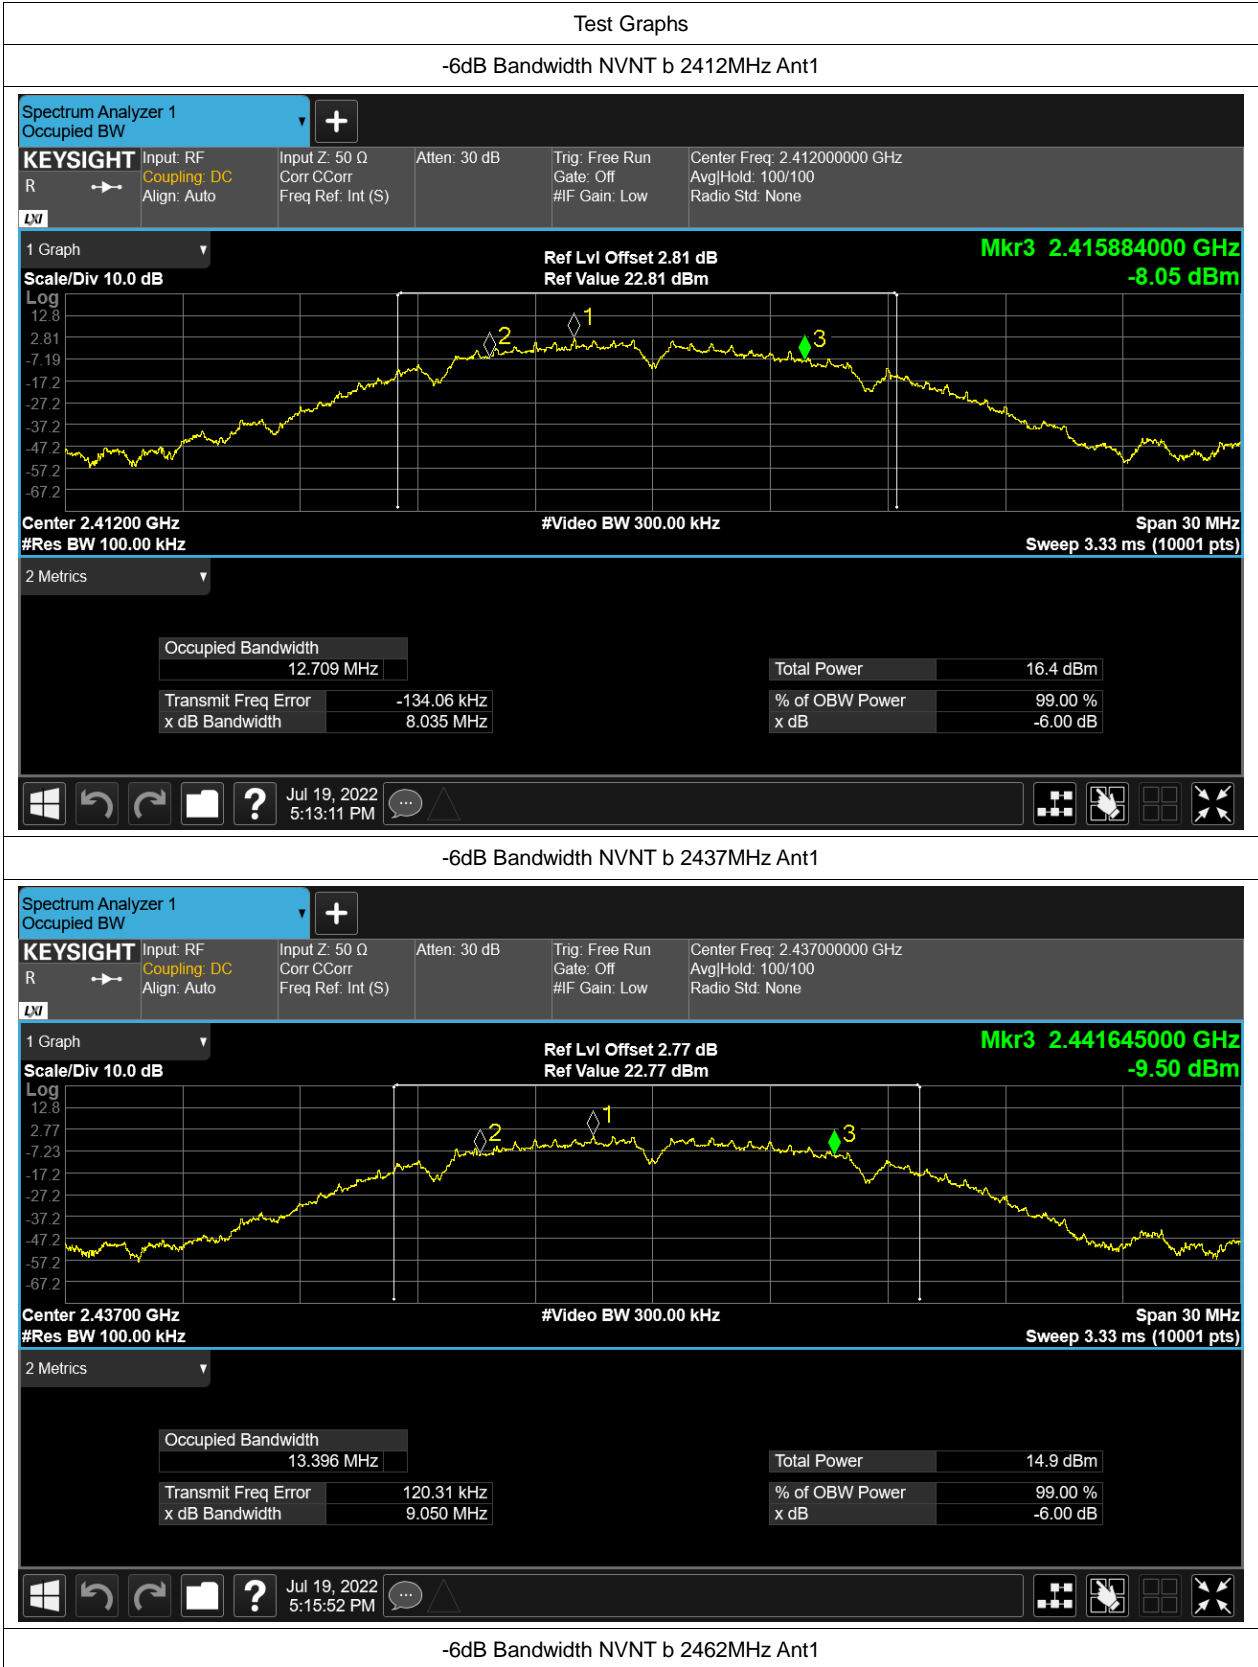 Test Graphs
-6dB Bandwidth NVNT b 2412MHz Ant1
Spectrum Analyzer 1
Occupied BW
KEYSIGHT
R
LXI
Input: RF
Coupling: DC
Align: Auto
Input Z: 50 Ω
Corr CCorr
Freq Ref: Int (S)
Atten: 30 dB
Trig: Free Run
Gate: Off
#IF Gain: Low
Center Freq: 2.412000000 GHz
Avg|Hold: 100/100
Radio Std: None
1 Graph
Scale/Div 10.0 dB
Ref Lvl Offset 2.81 dB
Ref Value 22.81 dBm
Mkr3 2.415884000 GHz
-8.05 dBm
Log
12.8
2.81
-7.19
-17.2
-27.2
-37.2
-47.2
-57.2
-67.2
2
1
3
Center 2.41200 GHz
#Res BW 100.00 kHz
#Video BW 300.00 kHz
Span 30 MHz
Sweep 3.33 ms (10001 pts)
2 Metrics
Occupied Bandwidth
12.709 MHz
Transmit Freq Error -134.06 kHz
x dB Bandwidth 8.035 MHz
Total Power 16.4 dBm
% of OBW Power 99.00 %
x dB -6.00 dB
?
Jul 19, 2022
5:13:11 PM
-6dB Bandwidth NVNT b 2437MHz Ant1
Spectrum Analyzer 1
Occupied BW
KEYSIGHT
R
LXI
Input: RF
Coupling: DC
Align: Auto
Input Z: 50 Ω
Corr CCorr
Freq Ref: Int (S)
Atten: 30 dB
Trig: Free Run
Gate: Off
#IF Gain: Low
Center Freq: 2.437000000 GHz
Avg|Hold: 100/100
Radio Std: None
1 Graph
Scale/Div 10.0 dB
Ref Lvl Offset 2.77 dB
Ref Value 22.77 dBm
Mkr3 2.441645000 GHz
-9.50 dBm
Log
12.8
2.77
-7.23
-17.2
-27.2
-37.2
-47.2
-57.2
-67.2
2
1
3
Center 2.43700 GHz
#Res BW 100.00 kHz
#Video BW 300.00 kHz
Span 30 MHz
Sweep 3.33 ms (10001 pts)
2 Metrics
Occupied Bandwidth
13.396 MHz
Transmit Freq Error 120.31 kHz
x dB Bandwidth 9.050 MHz
Total Power 14.9 dBm
% of OBW Power 99.00 %
x dB -6.00 dB
?
Jul 19, 2022
5:15:52 PM
-6dB Bandwidth NVNT b 2462MHz Ant1